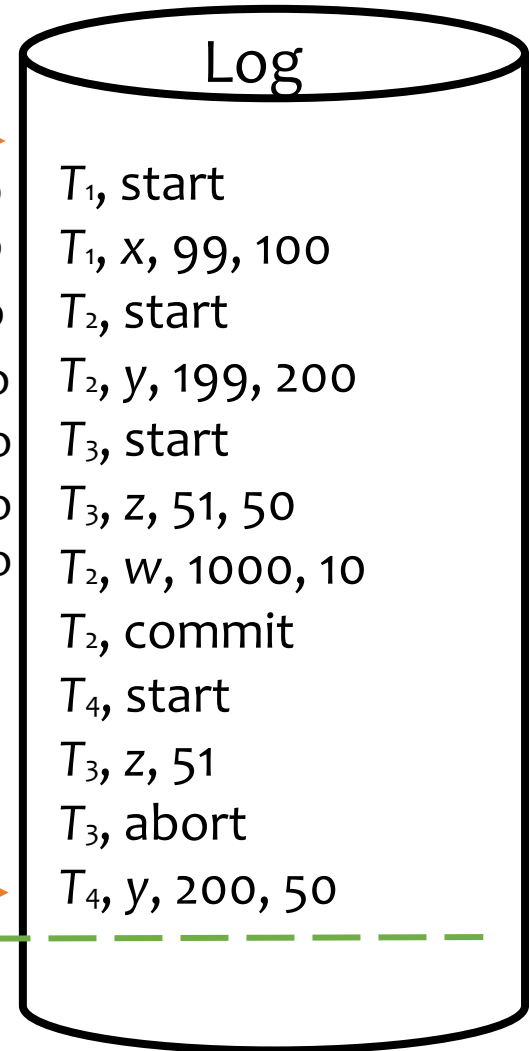 Log
T₁, start
T₁, x, 99, 100
T₂, start
T₂, y, 199, 200
T₃, start
T₃, z, 51, 50
T₂, w, 1000, 10
T₂, commit
T₄, start
T₃, z, 51
T₃, abort
T₄, y, 200, 50